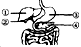 ①
②
③
④